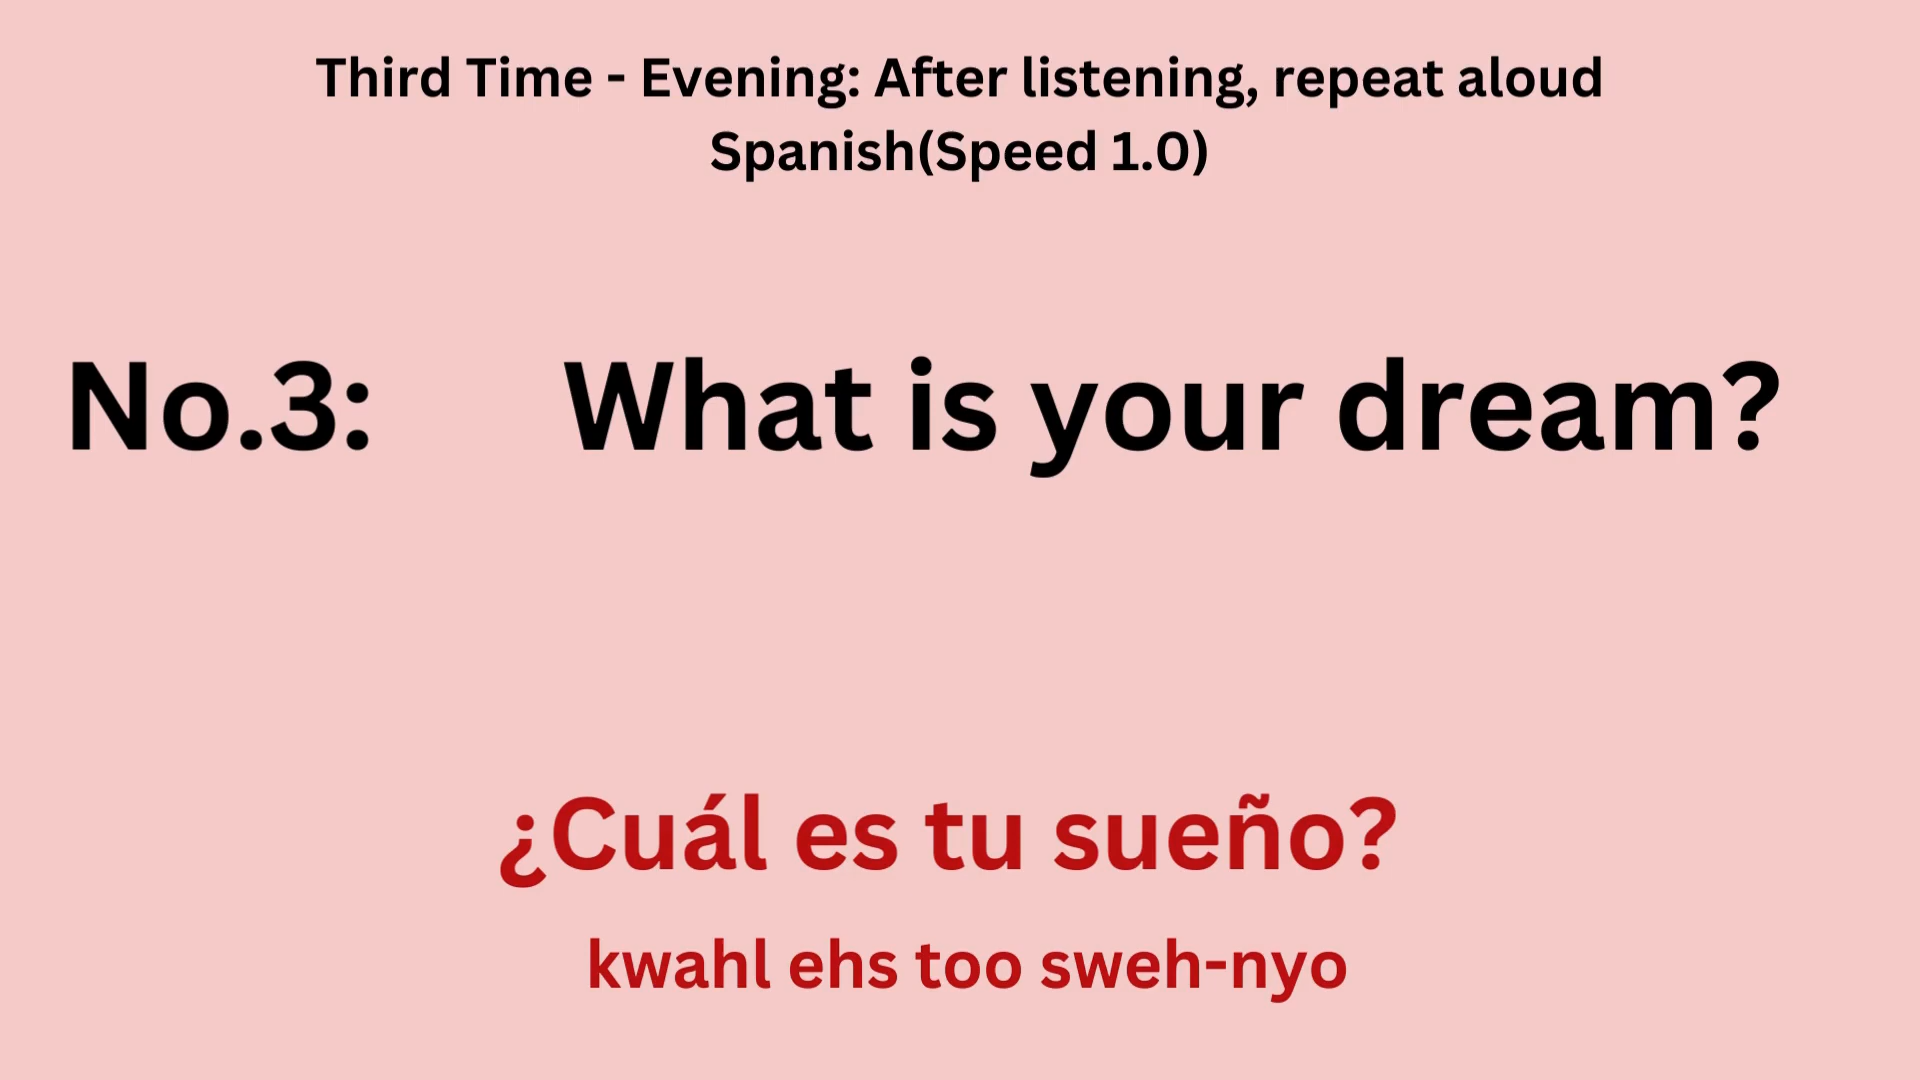 Third Time - Evening: After listening, repeat aloud
Spanish(Speed 1.0)
No.3: What is your dream?
¿Cuál es tu sueño?
kwahl ehs too sweh-nyo